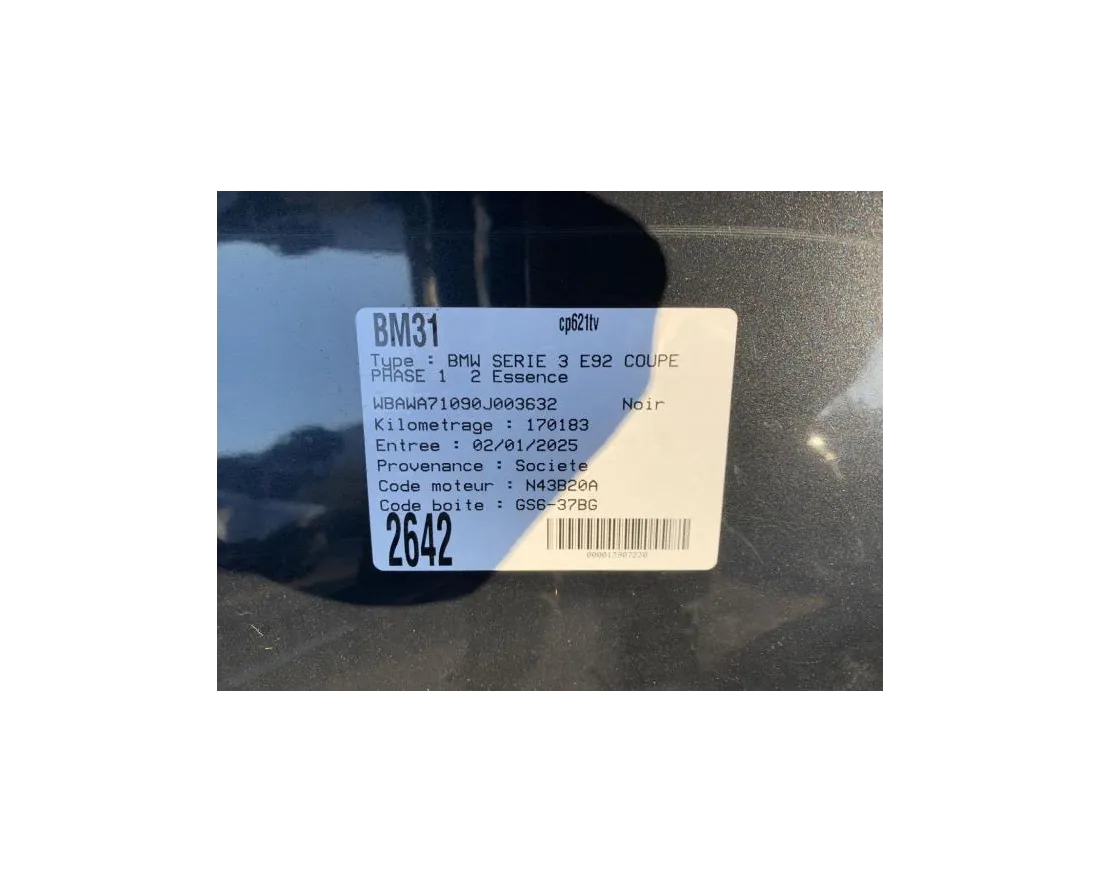 BM31 cp621tv
Type : BMW SERIE 3 E92 COUPE
PHASE 1 2 Essence
WBAWA71090J003632 Noir
Kilometrage : 170183
Entree : 02/01/2025
Provenance : Societe
Code moteur : N43B20A
Code boite : GS6-37BG
2642